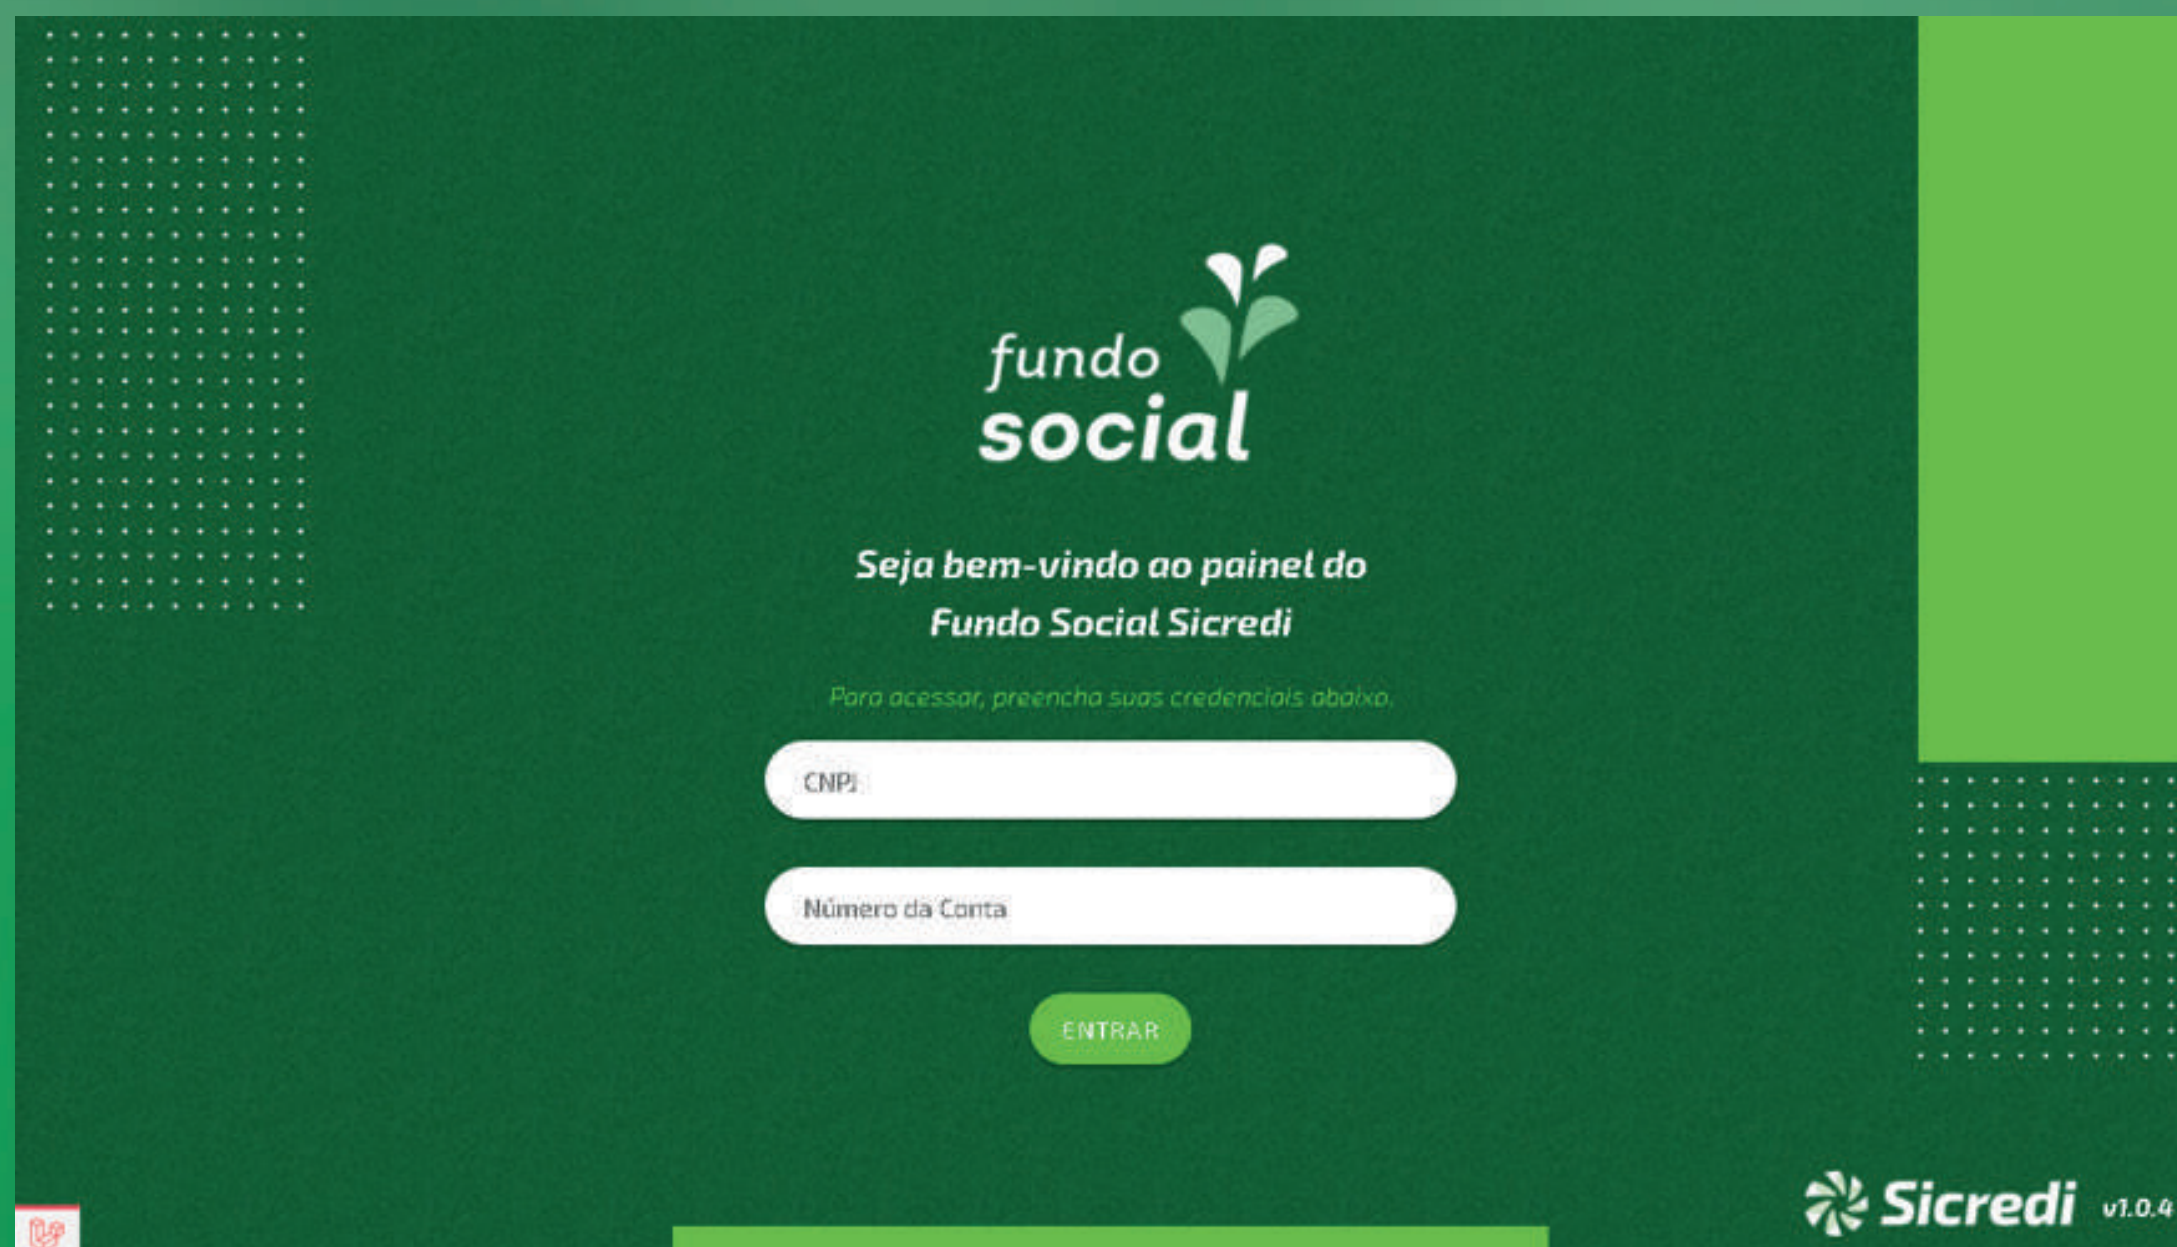 fundo
social
Seja bem-vindo ao painel do
Fundo Social Sicredi
Para acessar, preencha suas credenciais abaixo.
CNPJ
Número da Conta
ENTRAR
Sicredi v1.0.4